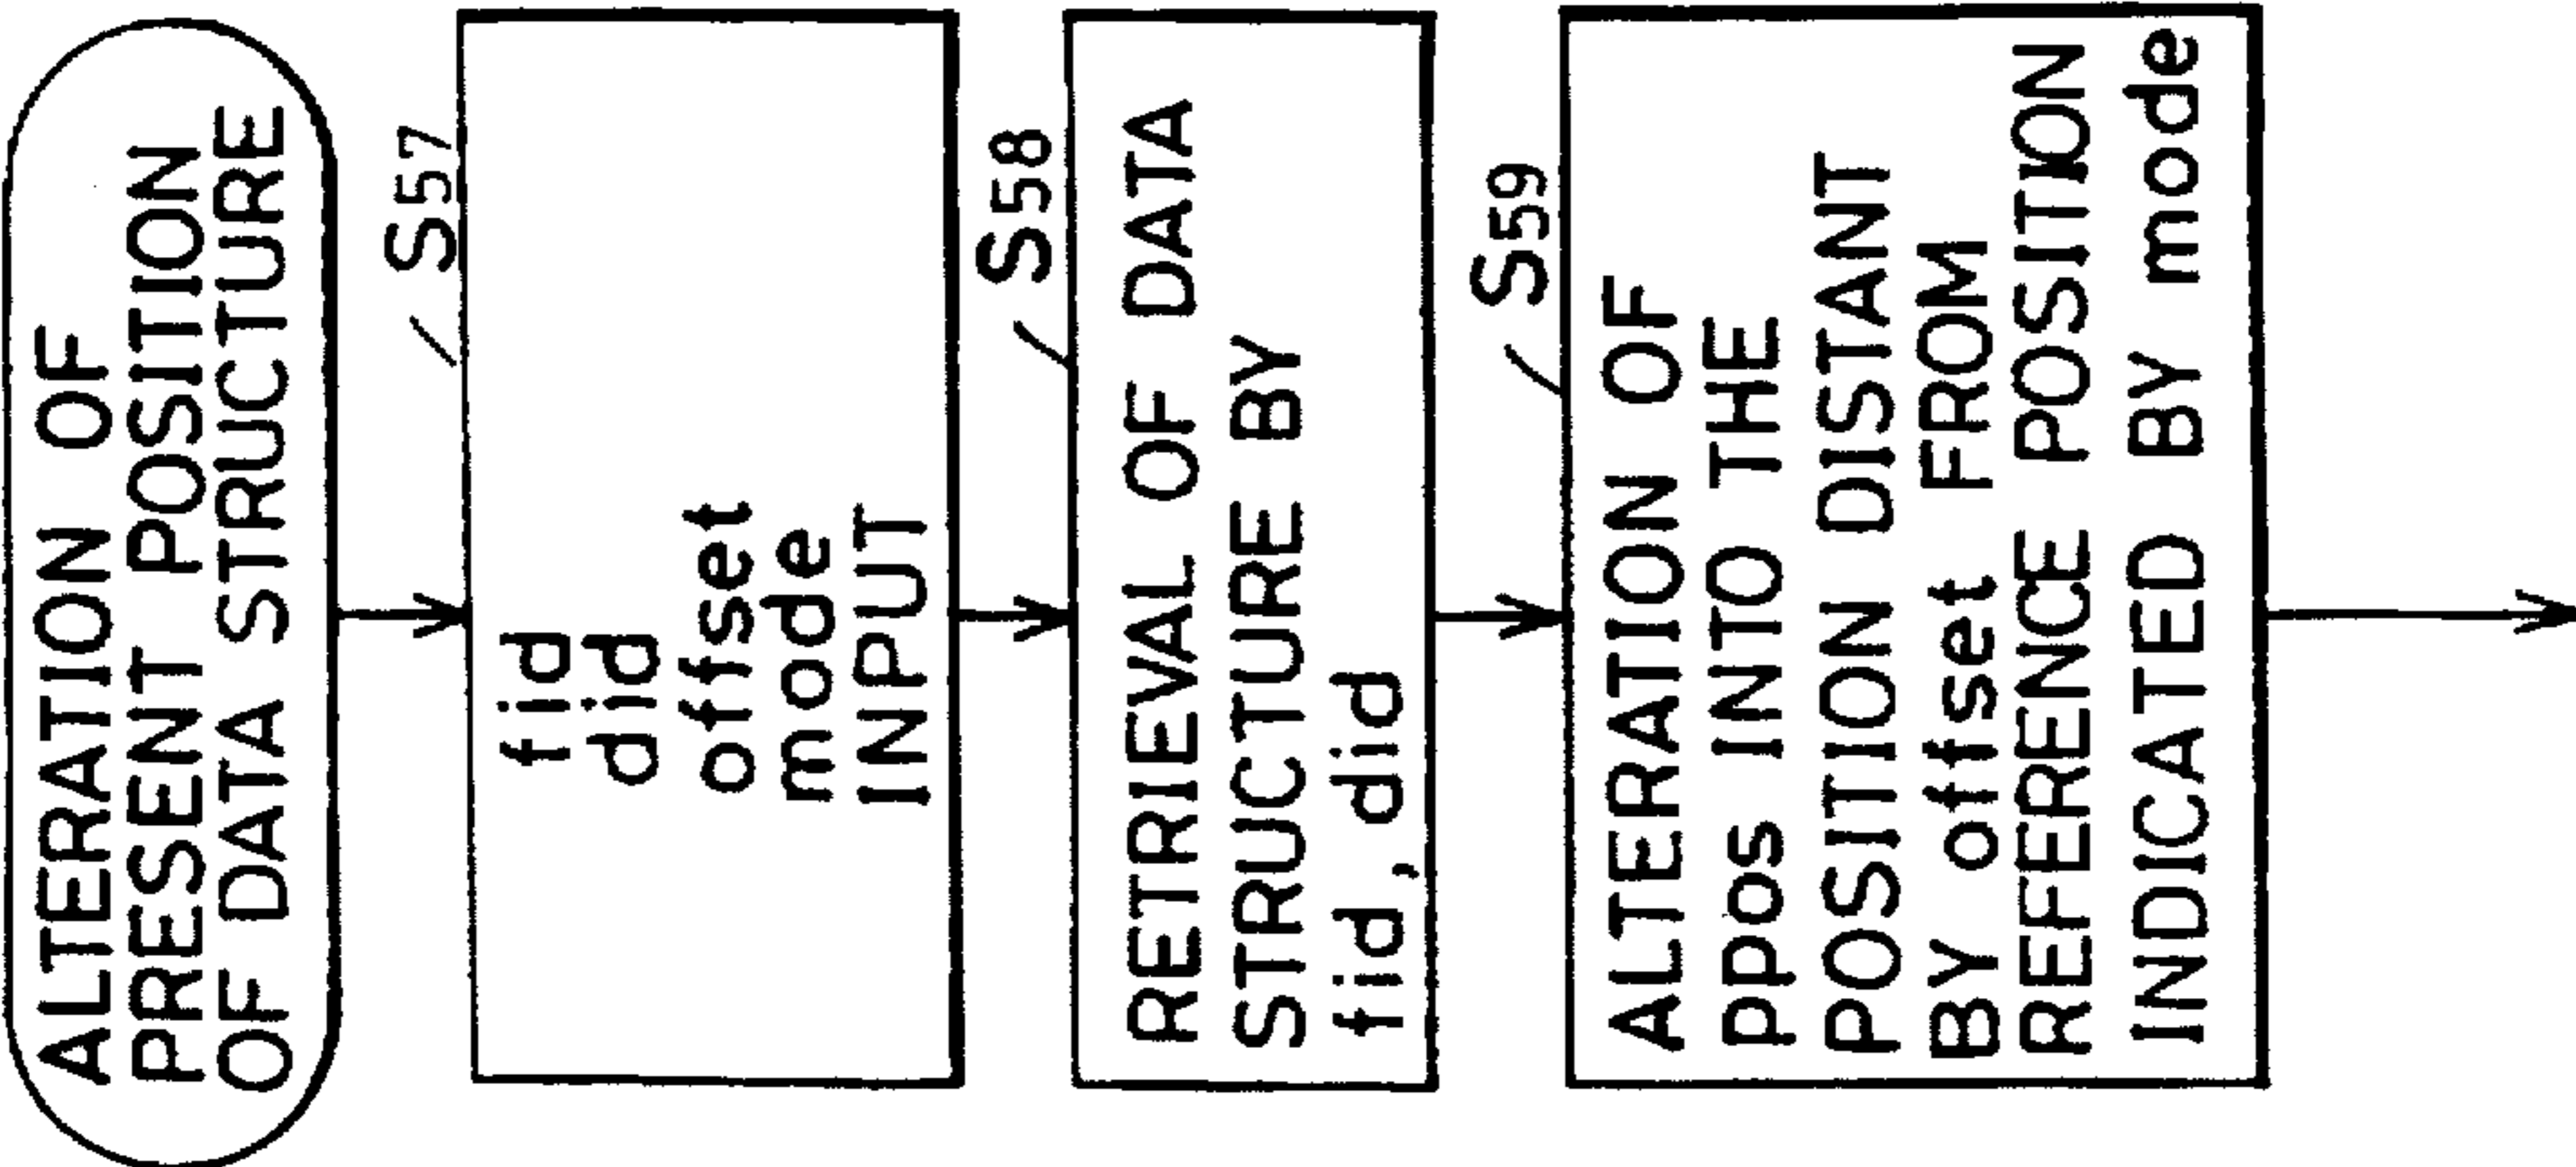 ALTERATION OF
PRESENT POSITION
OF DATA STRUCTURE
S57
fid
did
offset
mode
INPUT
S58
RETRIEVAL OF DATA
STRUCTURE BY
fid, did
S59
ALTERATION OF
ppos INTO THE
POSITION DISTANT
BY offset FROM
REFERENCE POSITION
INDICATED BY mode